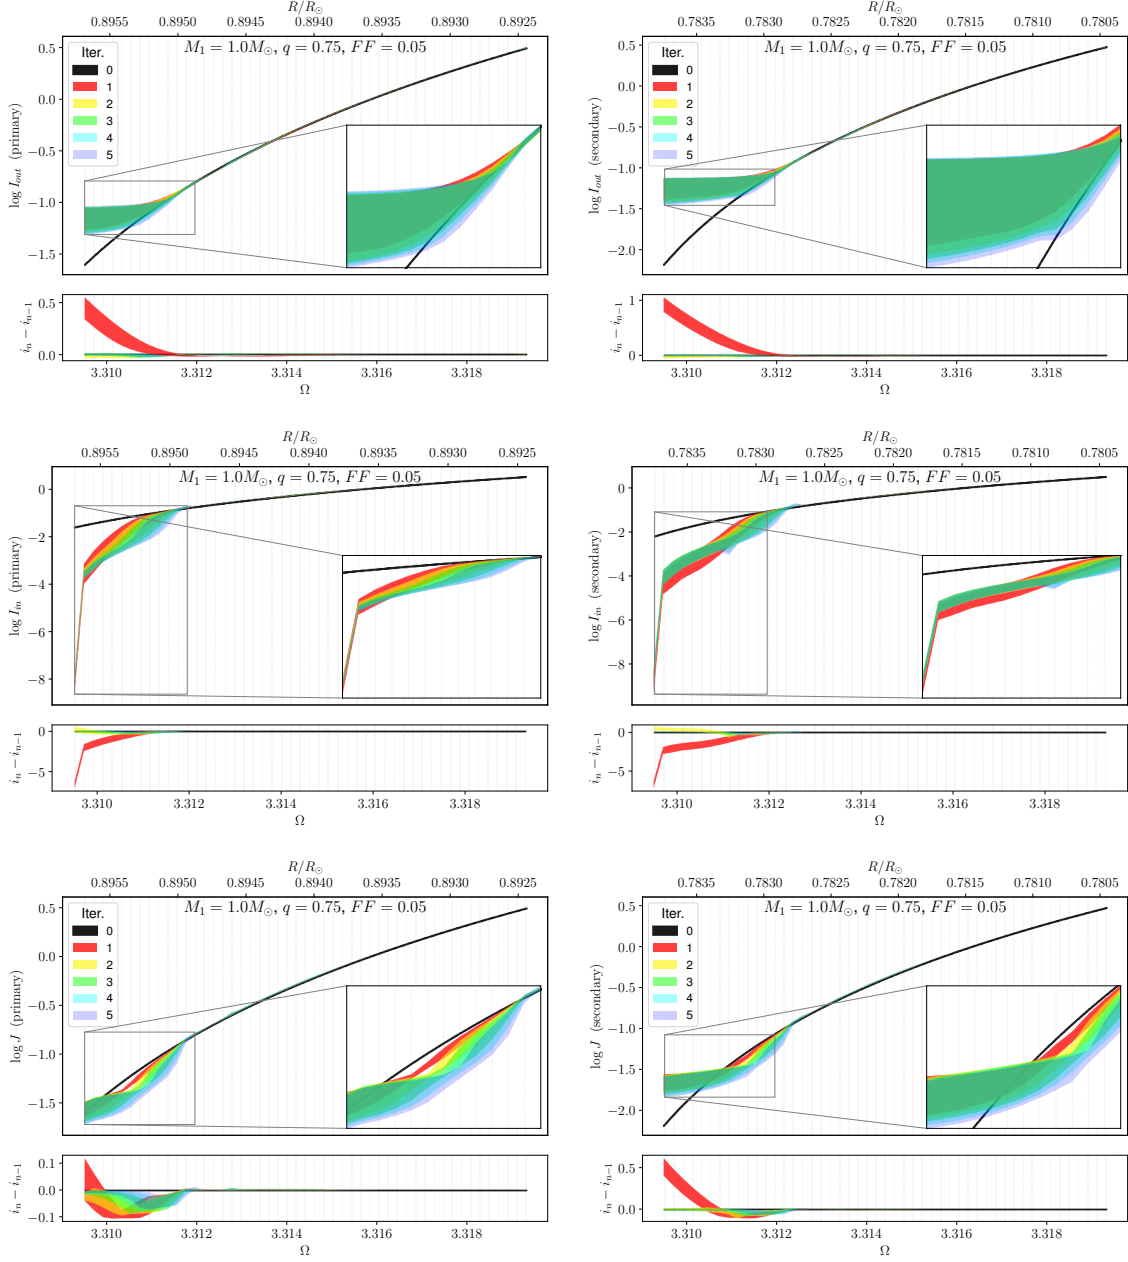 R/R⊙
0.8955 0.8950 0.8945 0.8940 0.8935 0.8930 0.8925
M₁ = 1.0M⊙, q = 0.75, FF = 0.05
Iter.
0
1
2
3
4
5
log I_out (primary)
0.5
0.0
−0.5
−1.0
−1.5
i_n − i_{n−1}
0.5
0.0
3.310 3.312 3.314 3.316 3.318
Ω
R/R⊙
0.7835 0.7830 0.7825 0.7820 0.7815 0.7810 0.7805
M₁ = 1.0M⊙, q = 0.75, FF = 0.05
Iter.
0
1
2
3
4
5
log I_out (secondary)
0.5
0.0
−0.5
−1.0
−1.5
−2.0
i_n − i_{n−1}
1
0
3.310 3.312 3.314 3.316 3.318
Ω
R/R⊙
0.8955 0.8950 0.8945 0.8940 0.8935 0.8930 0.8925
M₁ = 1.0M⊙, q = 0.75, FF = 0.05
log I_in (primary)
0
−2
−4
−6
−8
i_n − i_{n−1}
0
−5
3.310 3.312 3.314 3.316 3.318
Ω
R/R⊙
0.7835 0.7830 0.7825 0.7820 0.7815 0.7810 0.7805
M₁ = 1.0M⊙, q = 0.75, FF = 0.05
log I_in (secondary)
0
−2
−4
−6
−8
i_n − i_{n−1}
0
−5
3.310 3.312 3.314 3.316 3.318
Ω
R/R⊙
0.8955 0.8950 0.8945 0.8940 0.8935 0.8930 0.8925
M₁ = 1.0M⊙, q = 0.75, FF = 0.05
Iter.
0
1
2
3
4
5
log J (primary)
0.5
0.0
−0.5
−1.0
−1.5
i_n − i_{n−1}
0.1
0.0
−0.1
3.310 3.312 3.314 3.316 3.318
Ω
R/R⊙
0.7835 0.7830 0.7825 0.7820 0.7815 0.7810 0.7805
M₁ = 1.0M⊙, q = 0.75, FF = 0.05
Iter.
0
1
2
3
4
5
log J (secondary)
0.5
0.0
−0.5
−1.0
−1.5
−2.0
i_n − i_{n−1}
0.5
0.0
3.310 3.312 3.314 3.316 3.318
Ω